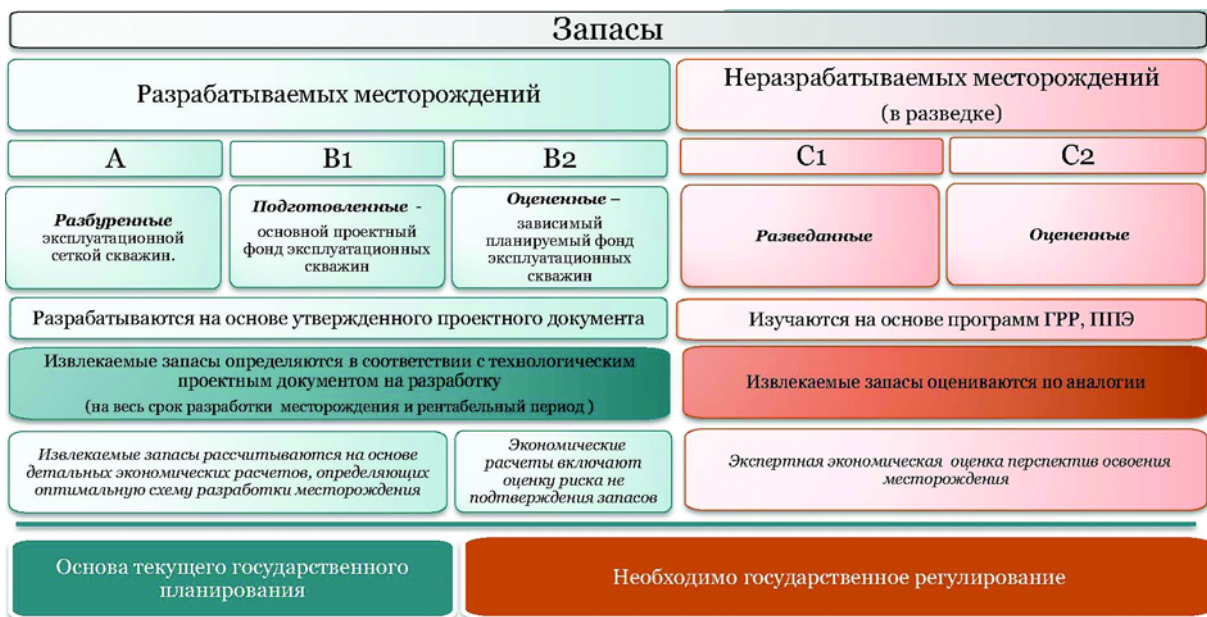 Запасы
Разрабатываемых месторождений
Неразрабатываемых месторождений
(в разведке)
A
B1
B2
C1
C2
Разбуренные
эксплуатационной
сеткой скважин.
Подготовленные -
основной проектный
фонд эксплуатационных
скважин
Оцененные –
зависимый
планируемый фонд
эксплуатационных
скважин
Разведанные
Оцененные
Разрабатываются на основе утвержденного проектного документа
Изучаются на основе программ ГРР, ППЭ
Извлекаемые запасы определяются в соответствии с технологическим
проектным документом на разработку
(на весь срок разработки месторождения и рентабельный период )
Извлекаемые запасы оцениваются по аналогии
Извлекаемые запасы рассчитываются на основе
детальных экономических расчетов, определяющих
оптимальную схему разработки месторождения
Экономические
расчеты включают
оценку риска не
подтверждения запасов
Экспертная экономическая оценка перспектив освоения
месторождения
Основа текущего государственного
планирования
Необходимо государственное регулирование